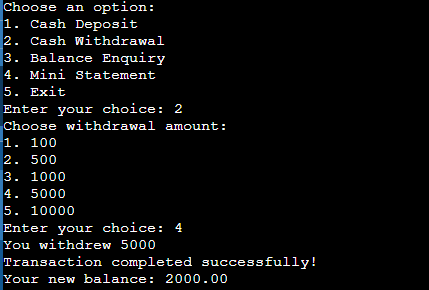 Choose an option:
1. Cash Deposit
2. Cash Withdrawal
3. Balance Enquiry
4. Mini Statement
5. Exit
Enter your choice: 2
Choose withdrawal amount:
1. 100
2. 500
3. 1000
4. 5000
5. 10000
Enter your choice: 4
You withdrew 5000
Transaction completed successfully!
Your new balance: 2000.00